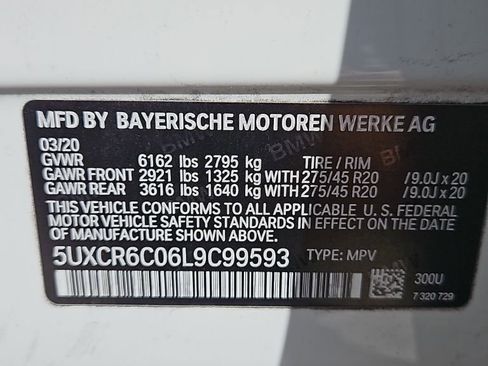 MFD BY BAYERISCHE MOTOREN WERKE AG
03/20
GVWR 6162 lbs 2795 kg TIRE / RIM
GAWR FRONT 2921 lbs 1325 kg WITH 275/45 R20 /9.0J x 20
GAWR REAR 3616 lbs 1640 kg WITH 275/45 R20 /9.0J x 20
THIS VEHICLE CONFORMS TO ALL APPLICABLE U. S. FEDERAL
MOTOR VEHICLE SAFETY STANDARDS IN EFFECT ON THE DATE
OF MANUFACTURE SHOWN ABOVE.
5UXCR6C06L9C99593 TYPE: MPV
300U
7 320 729